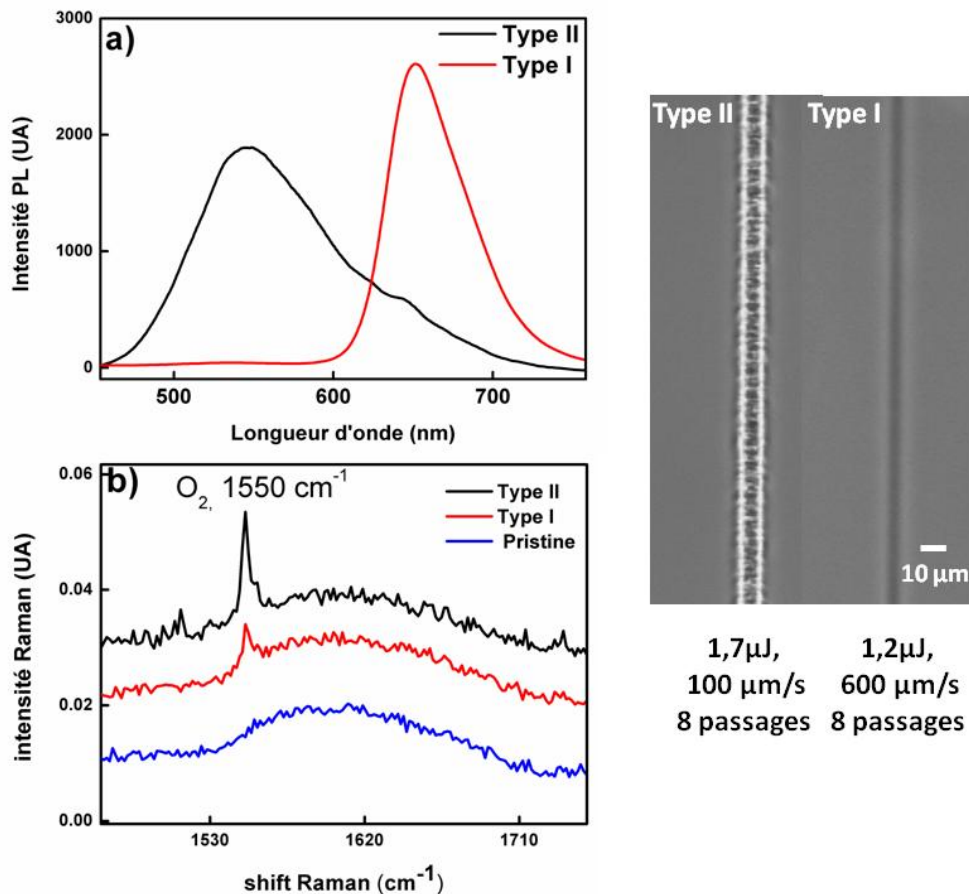 a)
Type II
Type I
3000
2000
1000
0
Intensité PL (UA)
500
600
700
Longueur d'onde (nm)
b)
O2, 1550 cm-1
Type II
Type I
Pristine
0.06
0.04
0.02
0.00
intensité Raman (UA)
1530
1620
1710
shift Raman (cm-1)
Type II
Type I
10 µm
1,7µJ,
100 µm/s
8 passages
1,2µJ,
600 µm/s
8 passages